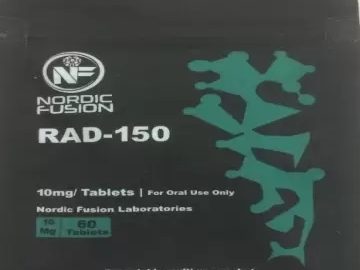 NF
NORDIC
FUSION
RAD-150
10mg/ Tablets | For Oral Use Only
Nordic Fusion Laboratories
10 Mg 60 Tablets